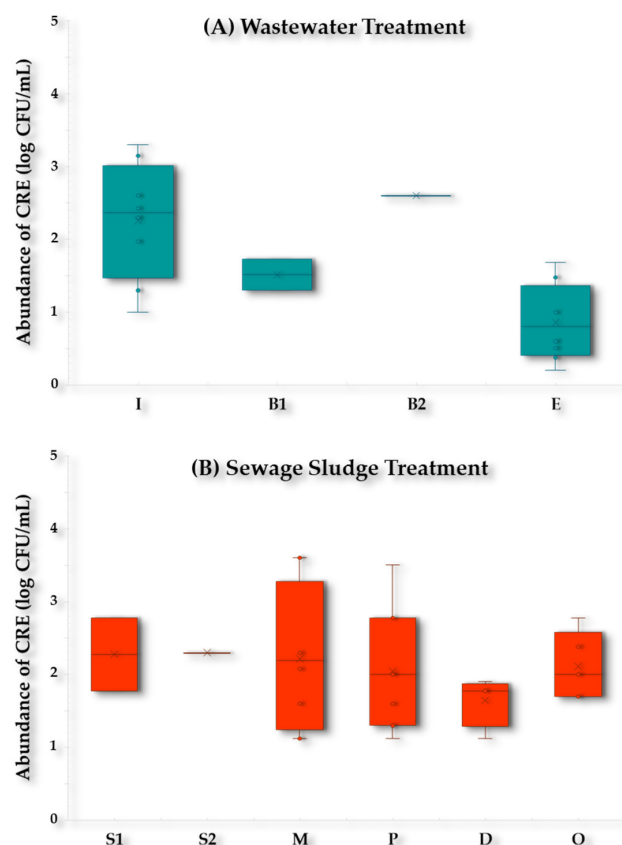 (A) Wastewater Treatment
Abundance of CRE (log CFU/mL)
5
4
3
2
1
0
I B1 B2 E
(B) Sewage Sludge Treatment
Abundance of CRE (log CFU/mL)
5
4
3
2
1
0
S1 S2 M P D O